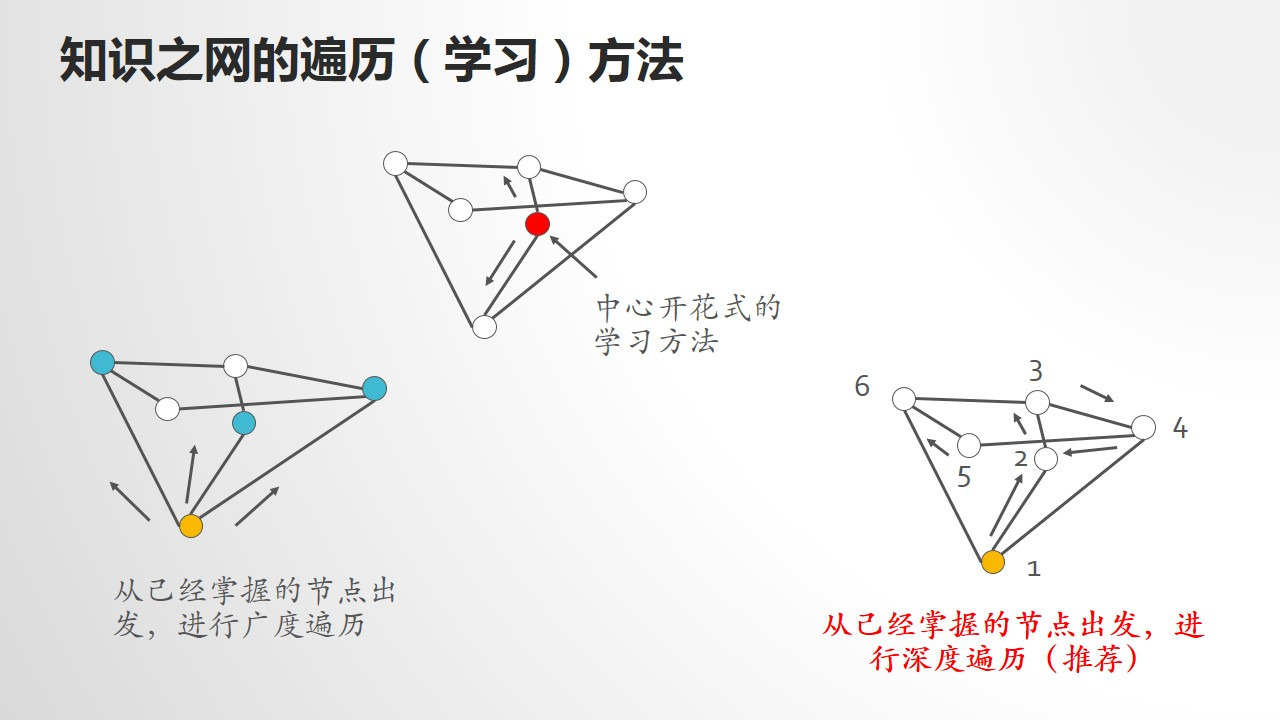 知识之网的遍历（学习）方法
中心开花式的
学习方法
从已经掌握的节点出
发，进行广度遍历
6
3
4
2
5
1
从已经掌握的节点出发，进
行深度遍历（推荐）